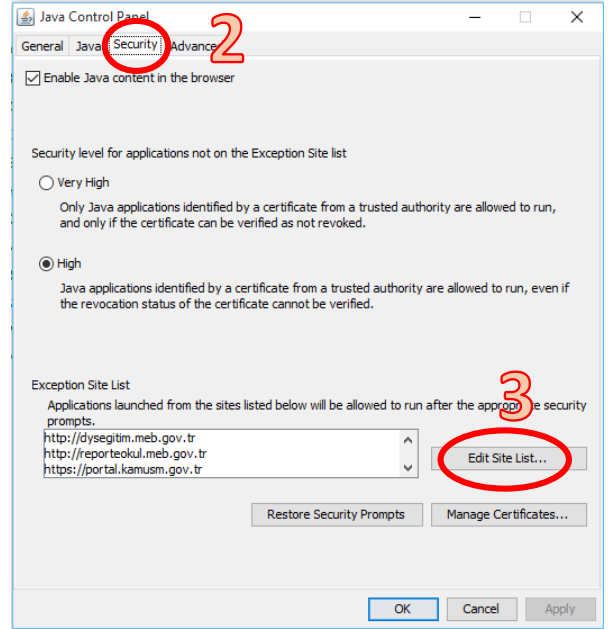 Java Control Panel
General Java Security Advanced
2
Enable Java content in the browser
Security level for applications not on the Exception Site list
Very High
Only Java applications identified by a certificate from a trusted authority are allowed to run,
and only if the certificate can be verified as not revoked.
High
Java applications identified by a certificate from a trusted authority are allowed to run, even if
the revocation status of the certificate cannot be verified.
Exception Site List
3
Applications launched from the sites listed below will be allowed to run after the appropriate security
prompts.
http://dysegitim.meb.gov.tr
http://reporteokul.meb.gov.tr
https://portal.kamusm.gov.tr
Edit Site List...
Restore Security Prompts
Manage Certificates...
OK
Cancel
Apply